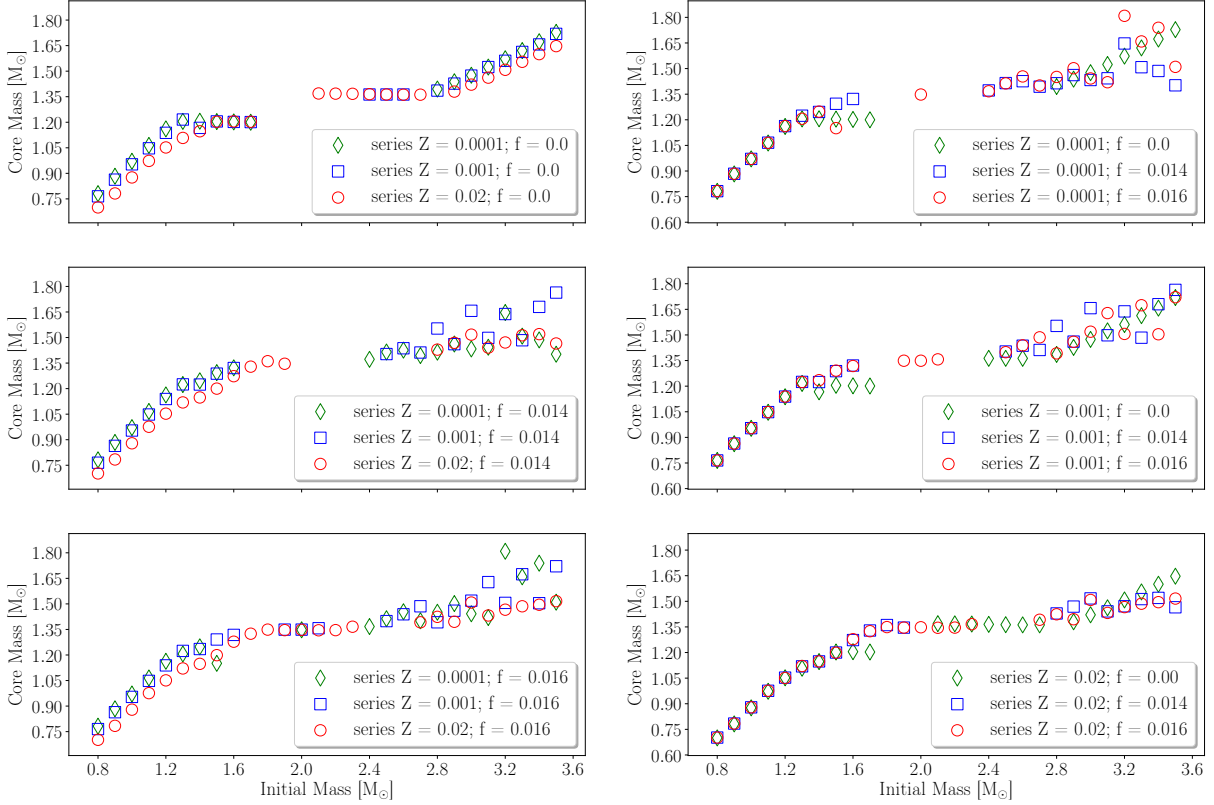 1.80
1.65
1.50
1.35
1.20
1.05
0.90
0.75
Core Mass [M⊙]
series Z = 0.0001; f = 0.0
series Z = 0.001; f = 0.0
series Z = 0.02; f = 0.0
1.80
1.65
1.50
1.35
1.20
1.05
0.90
0.75
0.60
Core Mass [M⊙]
series Z = 0.0001; f = 0.0
series Z = 0.0001; f = 0.014
series Z = 0.0001; f = 0.016
1.80
1.65
1.50
1.35
1.20
1.05
0.90
0.75
Core Mass [M⊙]
series Z = 0.0001; f = 0.014
series Z = 0.001; f = 0.014
series Z = 0.02; f = 0.014
1.80
1.65
1.50
1.35
1.20
1.05
0.90
0.75
0.60
Core Mass [M⊙]
series Z = 0.001; f = 0.0
series Z = 0.001; f = 0.014
series Z = 0.001; f = 0.016
1.80
1.65
1.50
1.35
1.20
1.05
0.90
0.75
Core Mass [M⊙]
series Z = 0.0001; f = 0.016
series Z = 0.001; f = 0.016
series Z = 0.02; f = 0.016
0.8 1.2 1.6 2.0 2.4 2.8 3.2 3.6
Initial Mass [M⊙]
1.80
1.65
1.50
1.35
1.20
1.05
0.90
0.75
0.60
Core Mass [M⊙]
series Z = 0.02; f = 0.00
series Z = 0.02; f = 0.014
series Z = 0.02; f = 0.016
0.8 1.2 1.6 2.0 2.4 2.8 3.2 3.6
Initial Mass [M⊙]